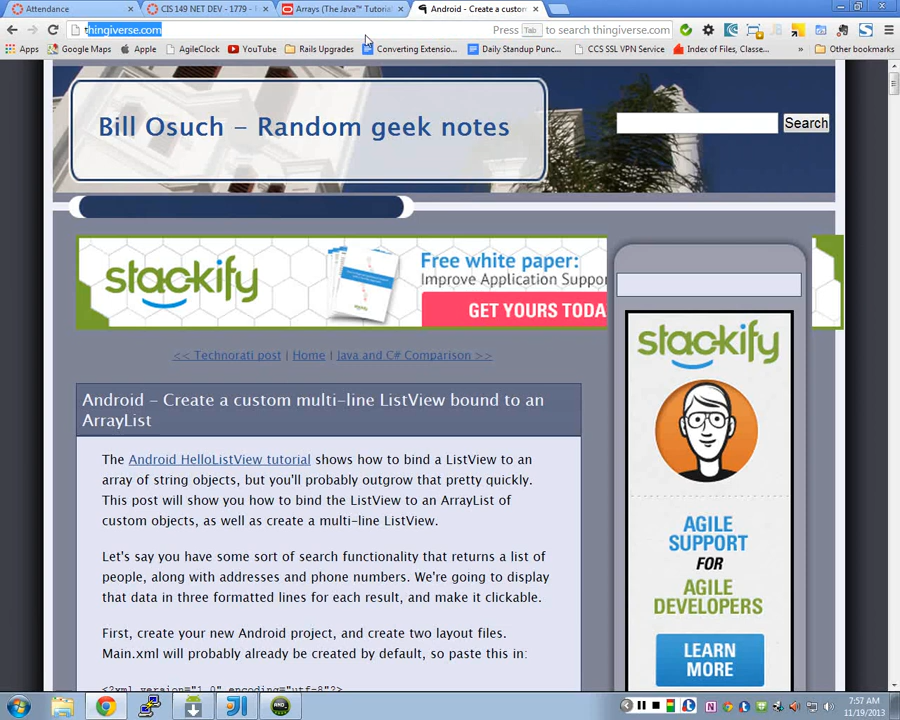 Attendance
CIS 149 NET DEV - 1779 -
Arrays (The Java™ Tutoria
Android - Create a custo
thingiverse.com
Press Tab to search thingiverse.com
Apps
Google Maps
Apple
AgileClock
YouTube
Rails Upgrades
Converting Extensio...
Daily Standup Punc...
CCS SSL VPN Service
Index of Files, Classe...
Other bookmarks
Bill Osuch - Random geek notes
Search
stackify
Free white paper:
Improve Application Suppor
GET YOURS TODA
<< Technorati post | Home | Java and C# Comparison >>
Android - Create a custom multi-line ListView bound to an
ArrayList
The Android HelloListView tutorial shows how to bind a ListView to an
array of string objects, but you'll probably outgrow that pretty quickly.
This post will show you how to bind the ListView to an ArrayList of
custom objects, as well as create a multi-line ListView.
Let's say you have some sort of search functionality that returns a list of
people, along with addresses and phone numbers. We're going to display
that data in three formatted lines for each result, and make it clickable.
First, create your new Android project, and create two layout files.
Main.xml will probably already be created by default, so paste this in:
<?xml version="1.0" encoding="utf-8"?>
stackify
AGILE
SUPPORT
FOR
AGILE
DEVELOPERS
LEARN
MORE
7:57 AM
11/19/2013